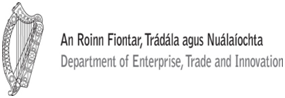 An Roinn Fiontar, Trádála agus Nuálaíochta
Department of Enterprise, Trade and Innovation